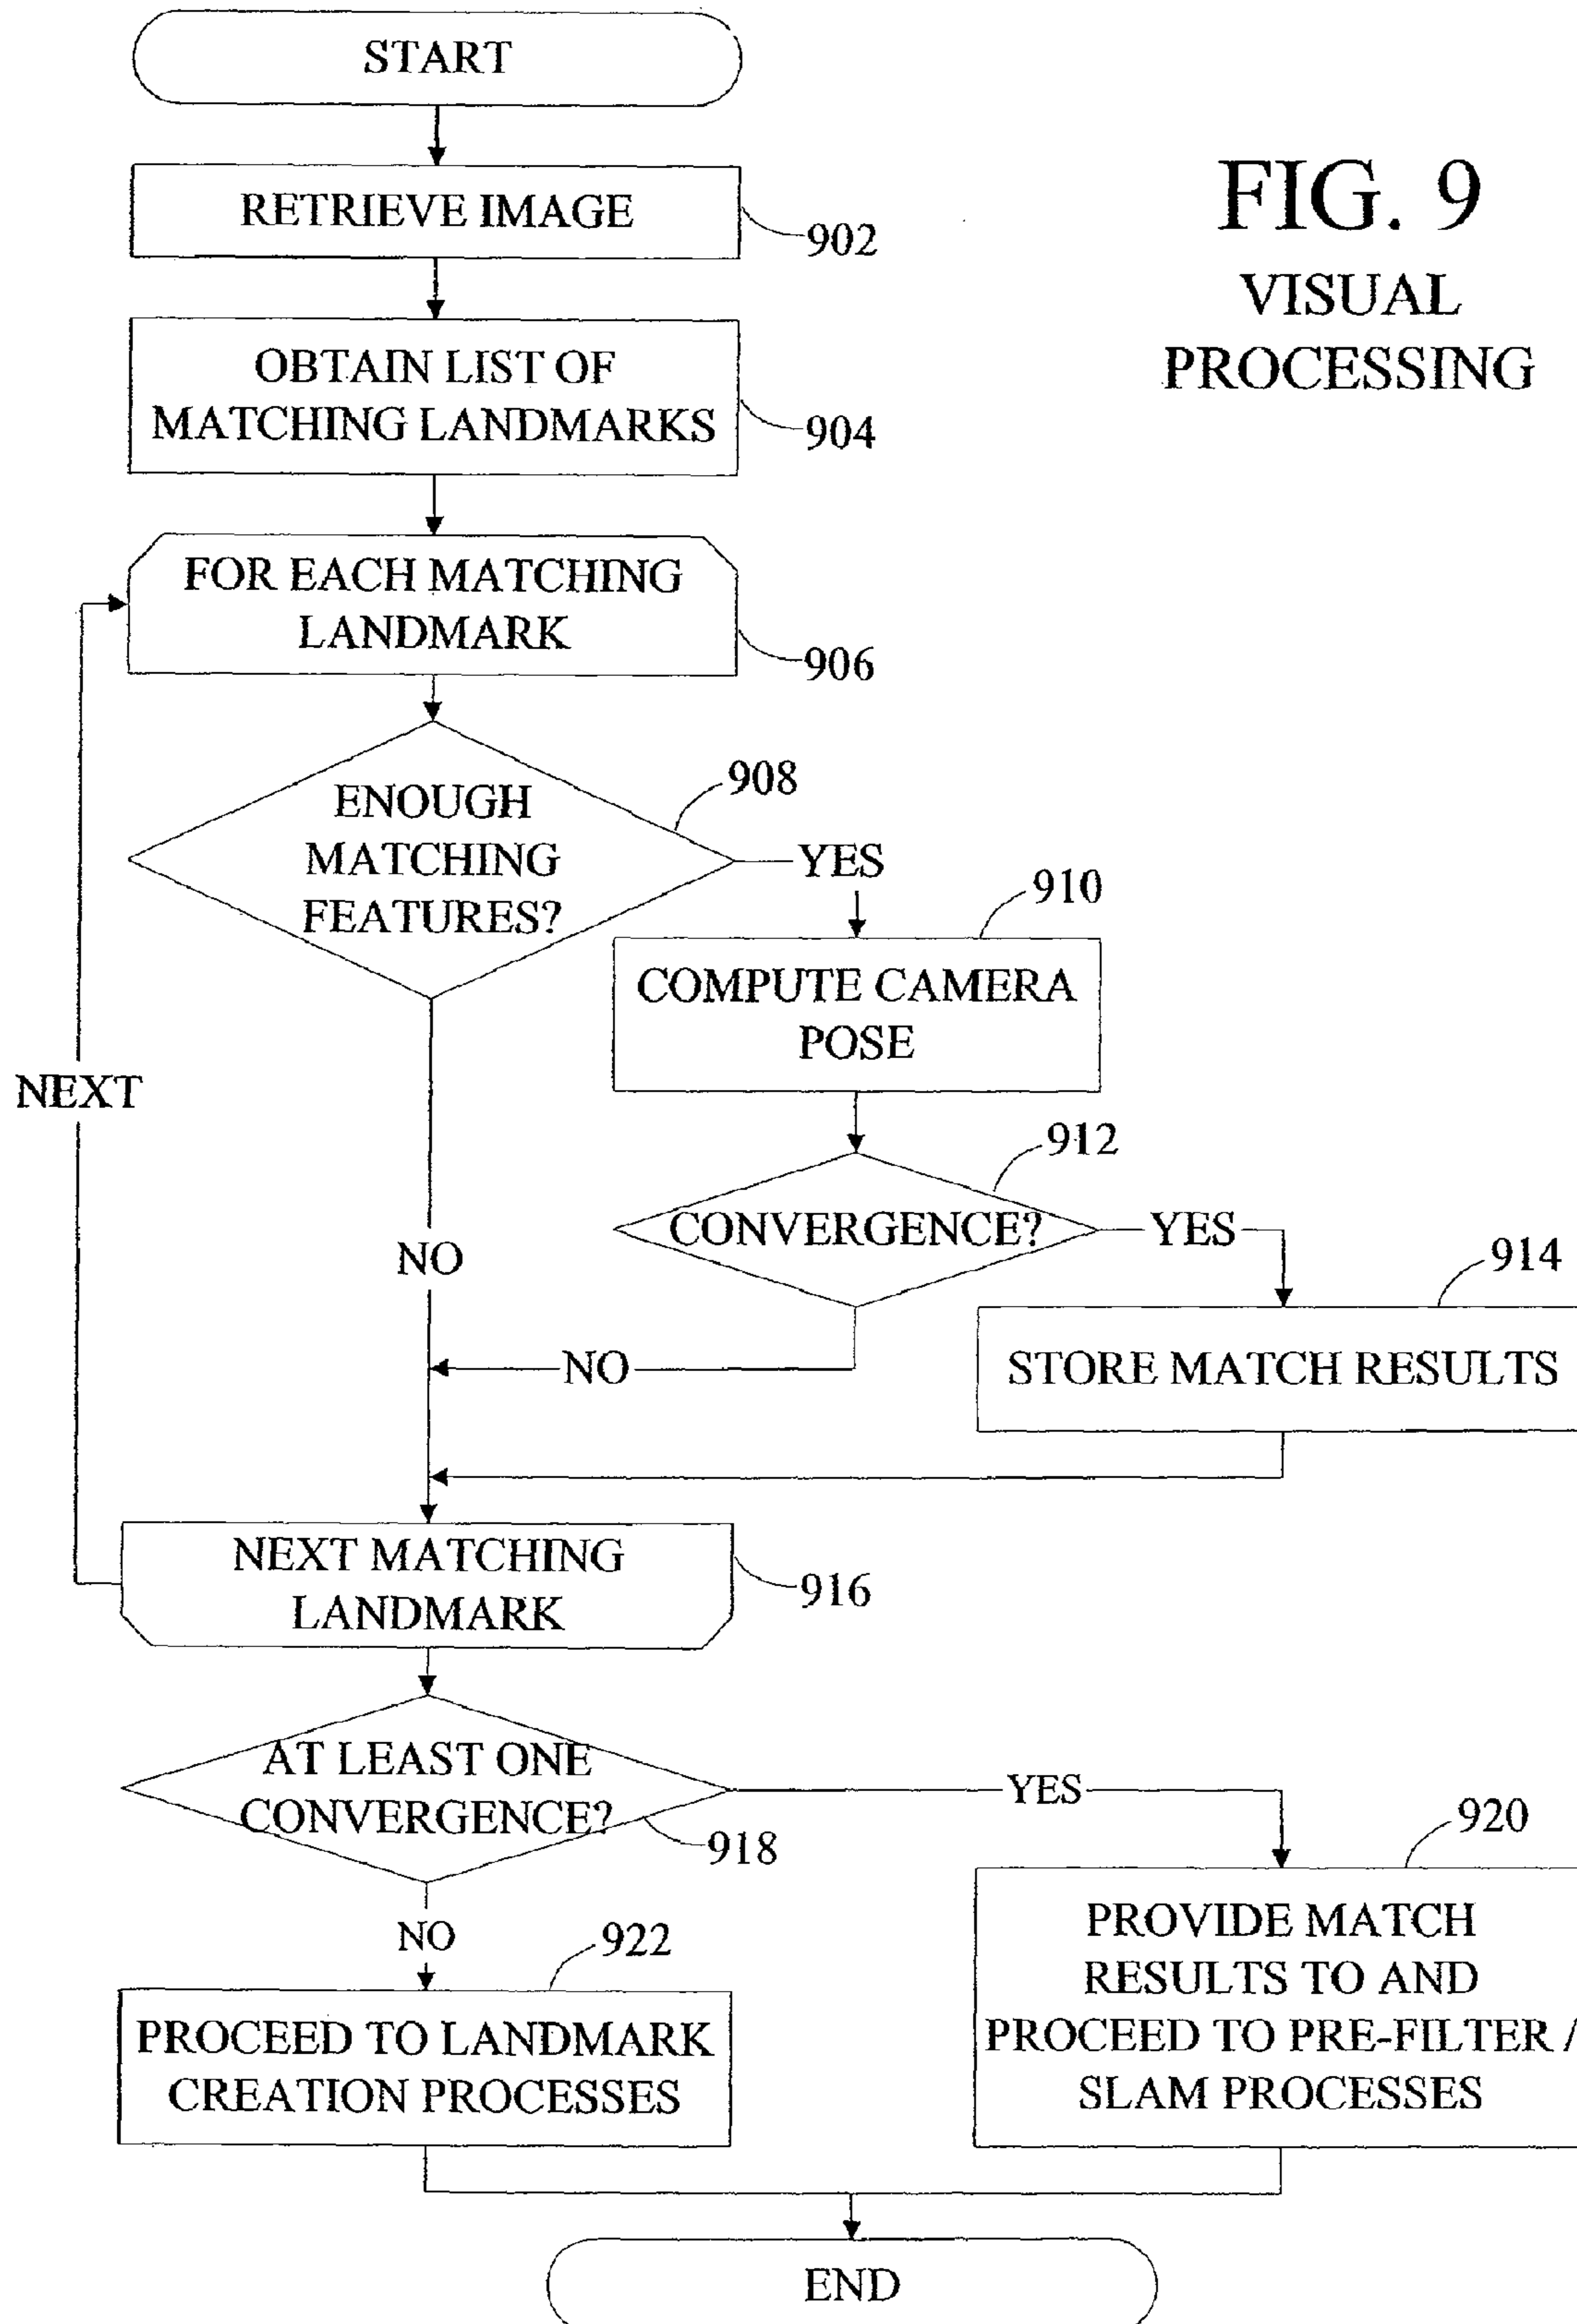 START
FIG. 9
VISUAL
PROCESSING
RETRIEVE IMAGE
902
OBTAIN LIST OF
MATCHING LANDMARKS
904
FOR EACH MATCHING
LANDMARK
906
ENOUGH
MATCHING
FEATURES?
908
YES
910
COMPUTE CAMERA
POSE
NEXT
912
CONVERGENCE?
YES
NO
914
STORE MATCH RESULTS
NO
NEXT MATCHING
LANDMARK
916
AT LEAST ONE
CONVERGENCE?
918
YES
920
NO
922
PROVIDE MATCH
RESULTS TO AND
PROCEED TO PRE-FILTER /
SLAM PROCESSES
PROCEED TO LANDMARK
CREATION PROCESSES
END